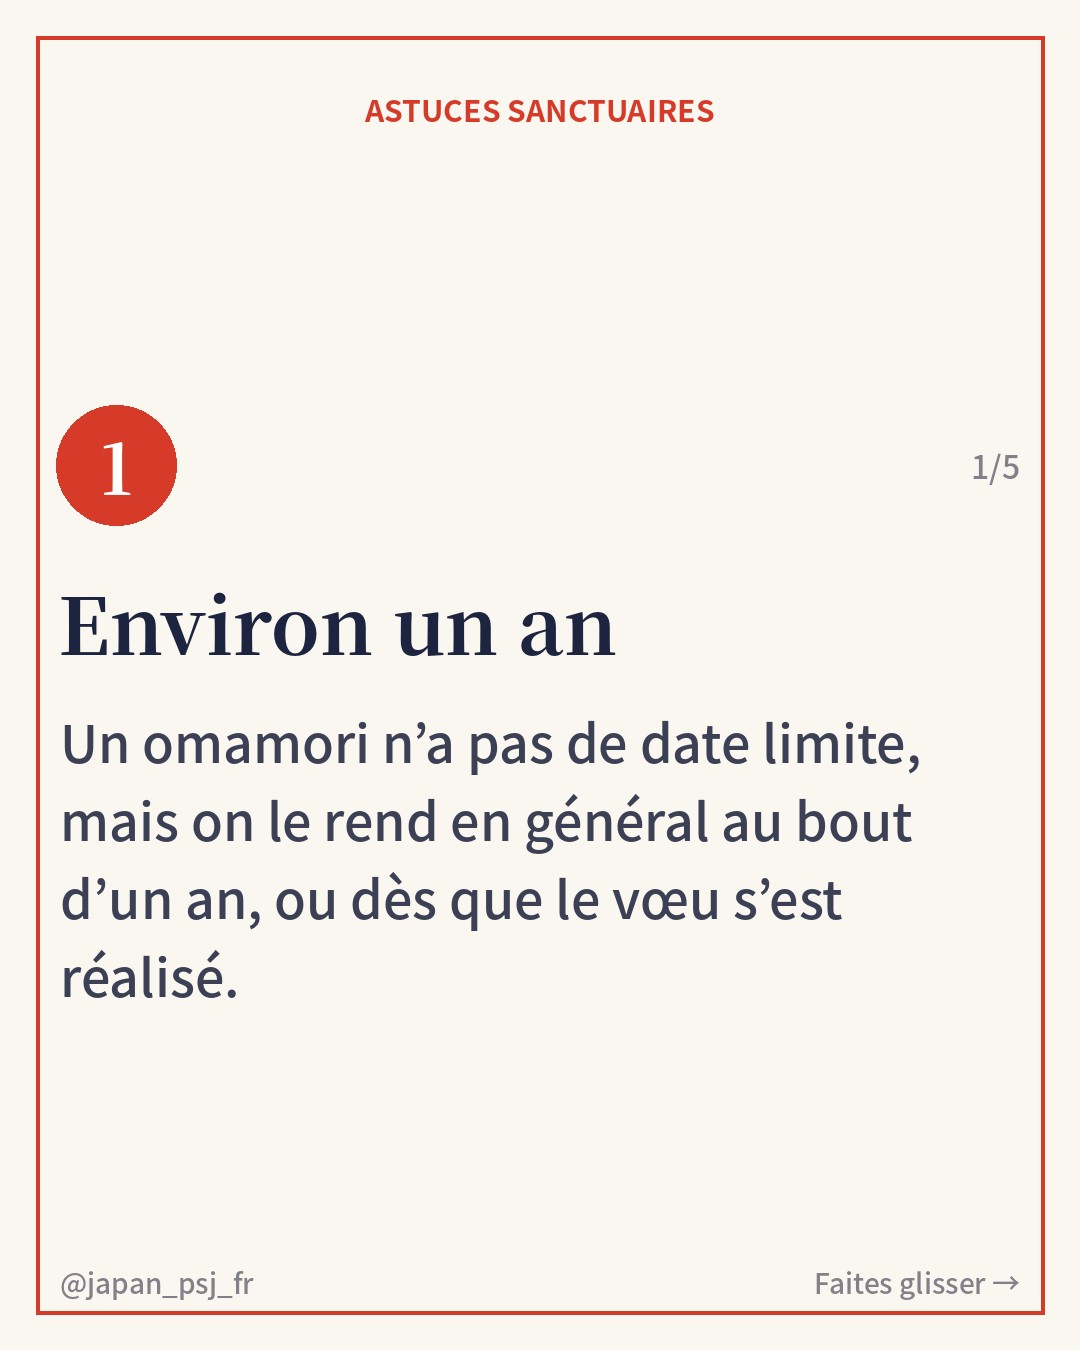 ASTUCES SANCTUAIRES
1
1/5
Environ un an
Un omamori n’a pas de date limite,
mais on le rend en général au bout
d’un an, ou dès que le vœu s’est
réalisé.
@japan_psj_fr
Faites glisser →